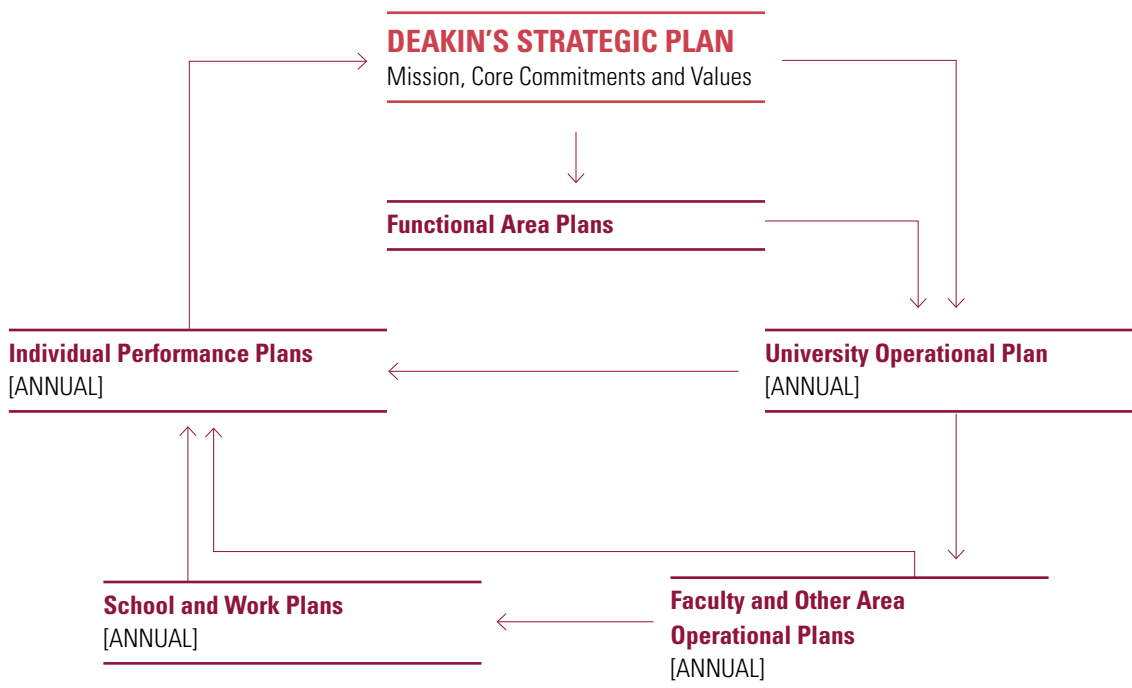 DEAKIN’S STRATEGIC PLAN
Mission, Core Commitments and Values
Functional Area Plans
Individual Performance Plans
[ANNUAL]
University Operational Plan
[ANNUAL]
School and Work Plans
[ANNUAL]
Faculty and Other Area
Operational Plans
[ANNUAL]